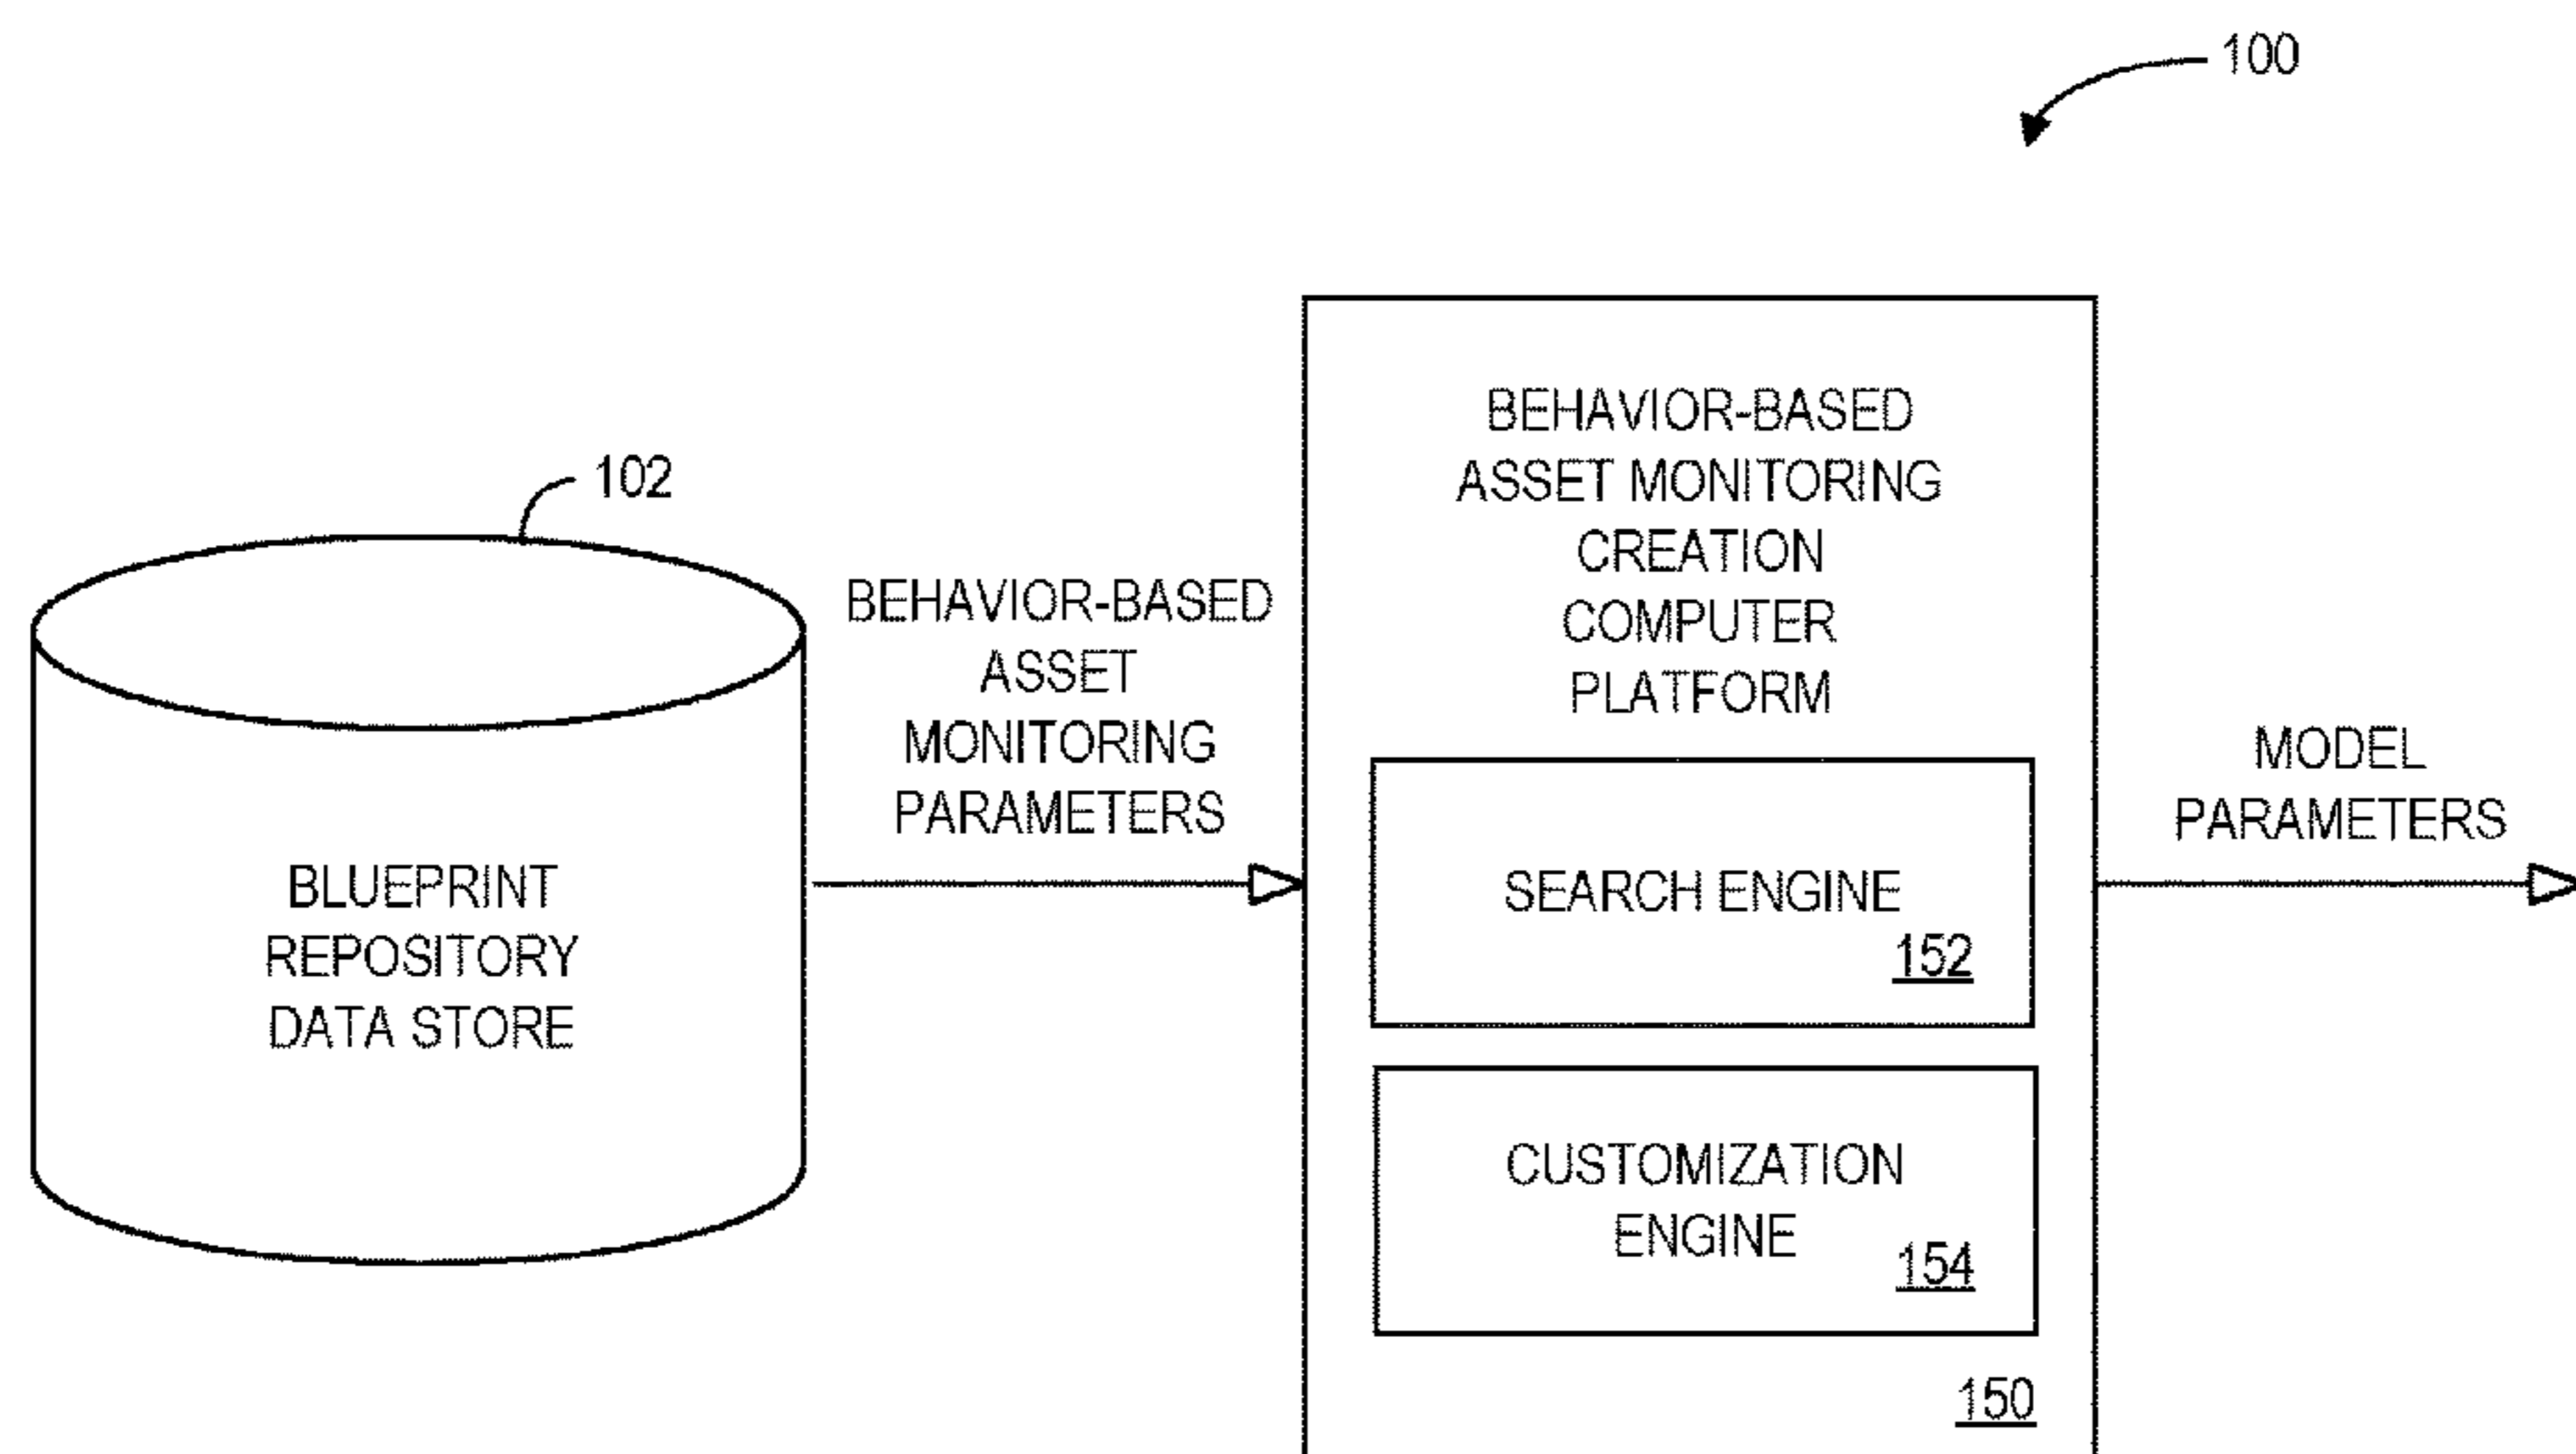 100
102
BLUEPRINT
REPOSITORY
DATA STORE
BEHAVIOR-BASED
ASSET
MONITORING
PARAMETERS
BEHAVIOR-BASED
ASSET MONITORING
CREATION
COMPUTER
PLATFORM
SEARCH ENGINE
152
CUSTOMIZATION
ENGINE
154
150
MODEL
PARAMETERS